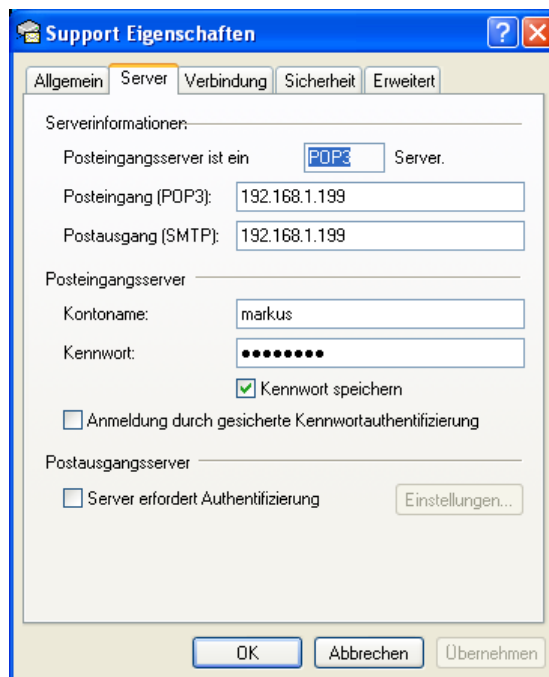 Support Eigenschaften
Allgemein Server Verbindung Sicherheit Erweitert
Serverinformationen
Posteingangsserver ist ein POP3 Server.
Posteingang (POP3): 192.168.1.199
Postausgang (SMTP): 192.168.1.199
Posteingangsserver
Kontoname: markus
Kennwort: ●●●●●●●●
Kennwort speichern
Anmeldung durch gesicherte Kennwortauthentifizierung
Postausgangsserver
Server erfordert Authentifizierung Einstellungen...
OK Abbrechen Übernehmen